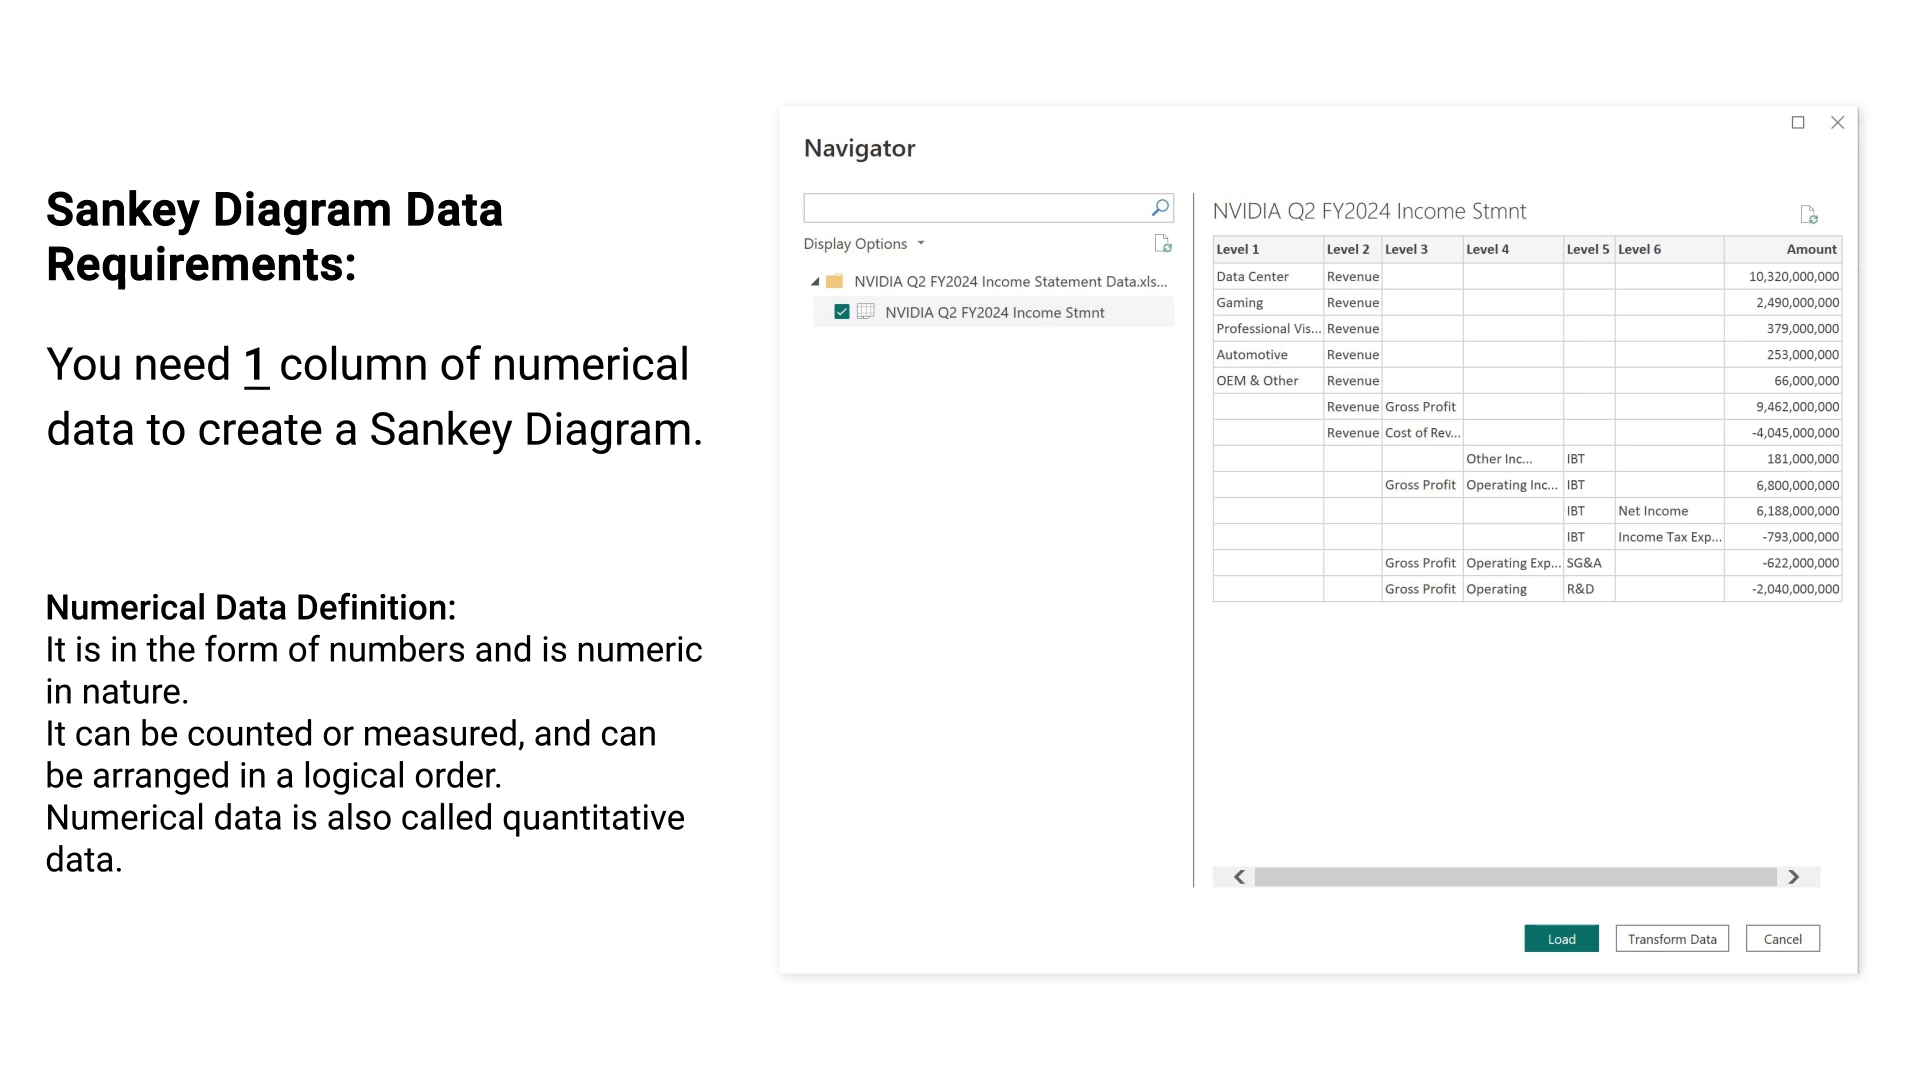 Sankey Diagram Data
Requirements:
You need 1 column of numerical
data to create a Sankey Diagram.
Numerical Data Definition:
It is in the form of numbers and is numeric
in nature.
It can be counted or measured, and can
be arranged in a logical order.
Numerical data is also called quantitative
data.
Navigator
Display Options
NVIDIA Q2 FY2024 Income Statement Data.xls...
NVIDIA Q2 FY2024 Income Stmnt
NVIDIA Q2 FY2024 Income Stmnt
Level 1 Level 2 Level 3 Level 4 Level 5 Level 6 Amount
Data Center Revenue 10,320,000,000
Gaming Revenue 2,490,000,000
Professional Vis... Revenue 379,000,000
Automotive Revenue 253,000,000
OEM & Other Revenue 66,000,000
Revenue Gross Profit 9,462,000,000
Revenue Cost of Rev... -4,045,000,000
Other Inc... IBT 181,000,000
Gross Profit Operating Inc... IBT 6,800,000,000
IBT Net Income 6,188,000,000
IBT Income Tax Exp... -793,000,000
Gross Profit Operating Exp... SG&A -622,000,000
Gross Profit Operating R&D -2,040,000,000
Load Transform Data Cancel